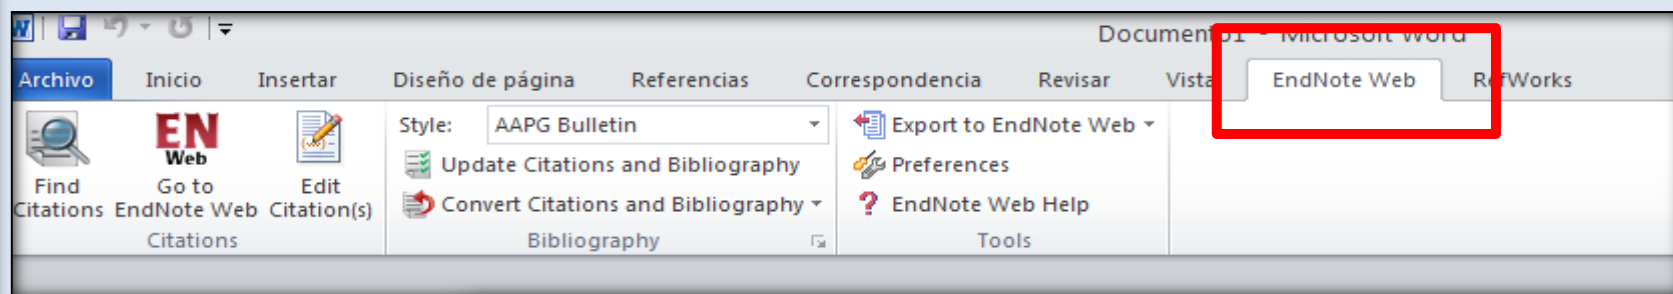 W
Documento1 - Microsoft Word
Archivo Inicio Insertar Diseño de página Referencias Correspondencia Revisar Vista EndNote Web RefWorks
EN
Web
Find
Citations
Go to
EndNote Web
Edit
Citation(s)
Citations
Style: AAPG Bulletin
Update Citations and Bibliography
Convert Citations and Bibliography
Bibliography
Export to EndNote Web
Preferences
? EndNote Web Help
Tools